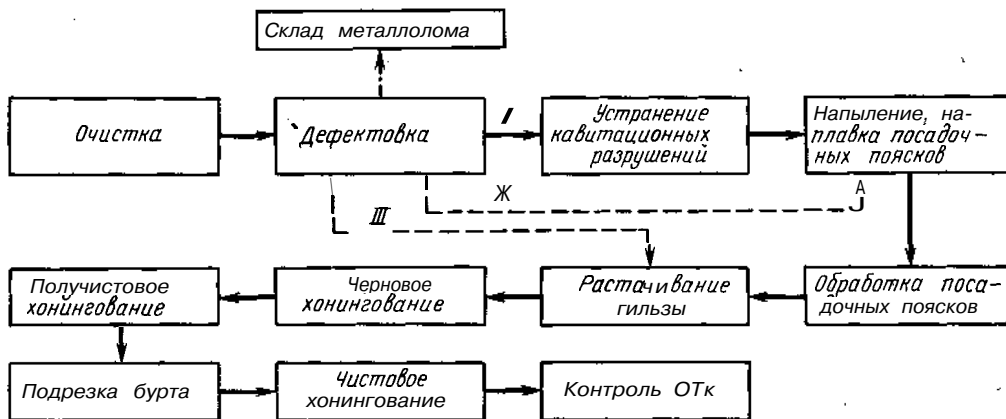 Склад металлолома
Очистка
Дефектовка
I
Устранение
кавитационных
разрушений
Напыление, на-
плавка посадоч-
ных поясков
Ж
А
III
Получистовое
хонингование
Черновое
хонингование
Растачивание
гильзы
Обработка поса-
дочных поясков
Подрезка бурта
Чистовое
хонингование
Контроль ОТк